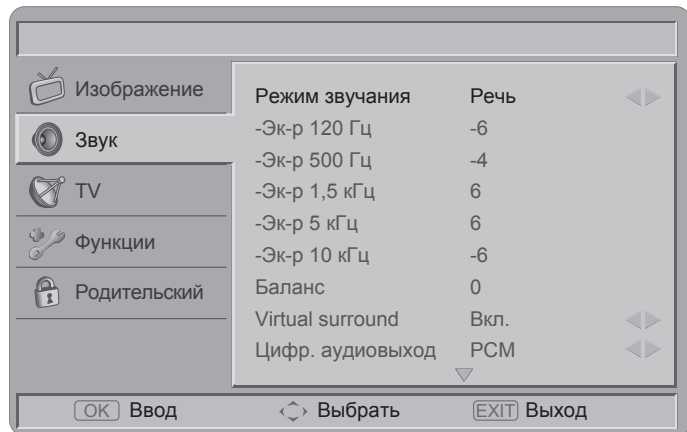 Изображение
Звук
TV
Функции
Родительский
Режим звучания Речь
-Эк-р 120 Гц -6
-Эк-р 500 Гц -4
-Эк-р 1,5 кГц 6
-Эк-р 5 кГц 6
-Эк-р 10 кГц -6
Баланс 0
Virtual surround Вкл.
Цифр. аудиовыход PCM
OK Ввод Выбрать EXIT Выход